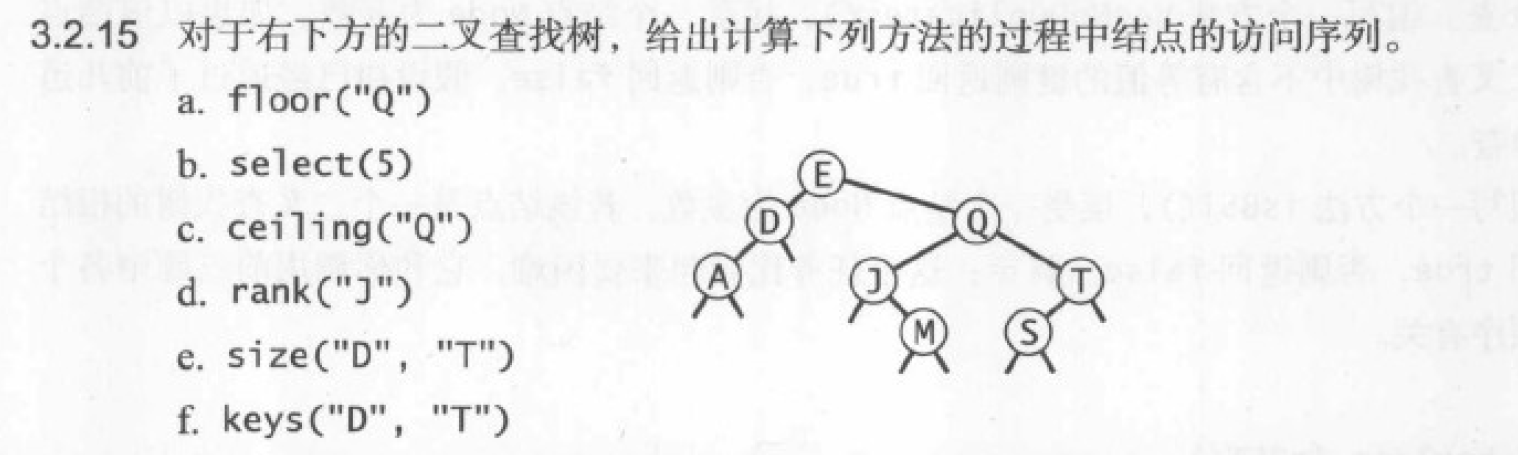 3.2.15 对于右下方的二叉查找树，给出计算下列方法的过程中结点的访问序列。
a. floor("Q")
b. select(5)
c. ceiling("Q")
d. rank("J")
e. size("D", "T")
f. keys("D", "T")
E
D Q
A J T
M S